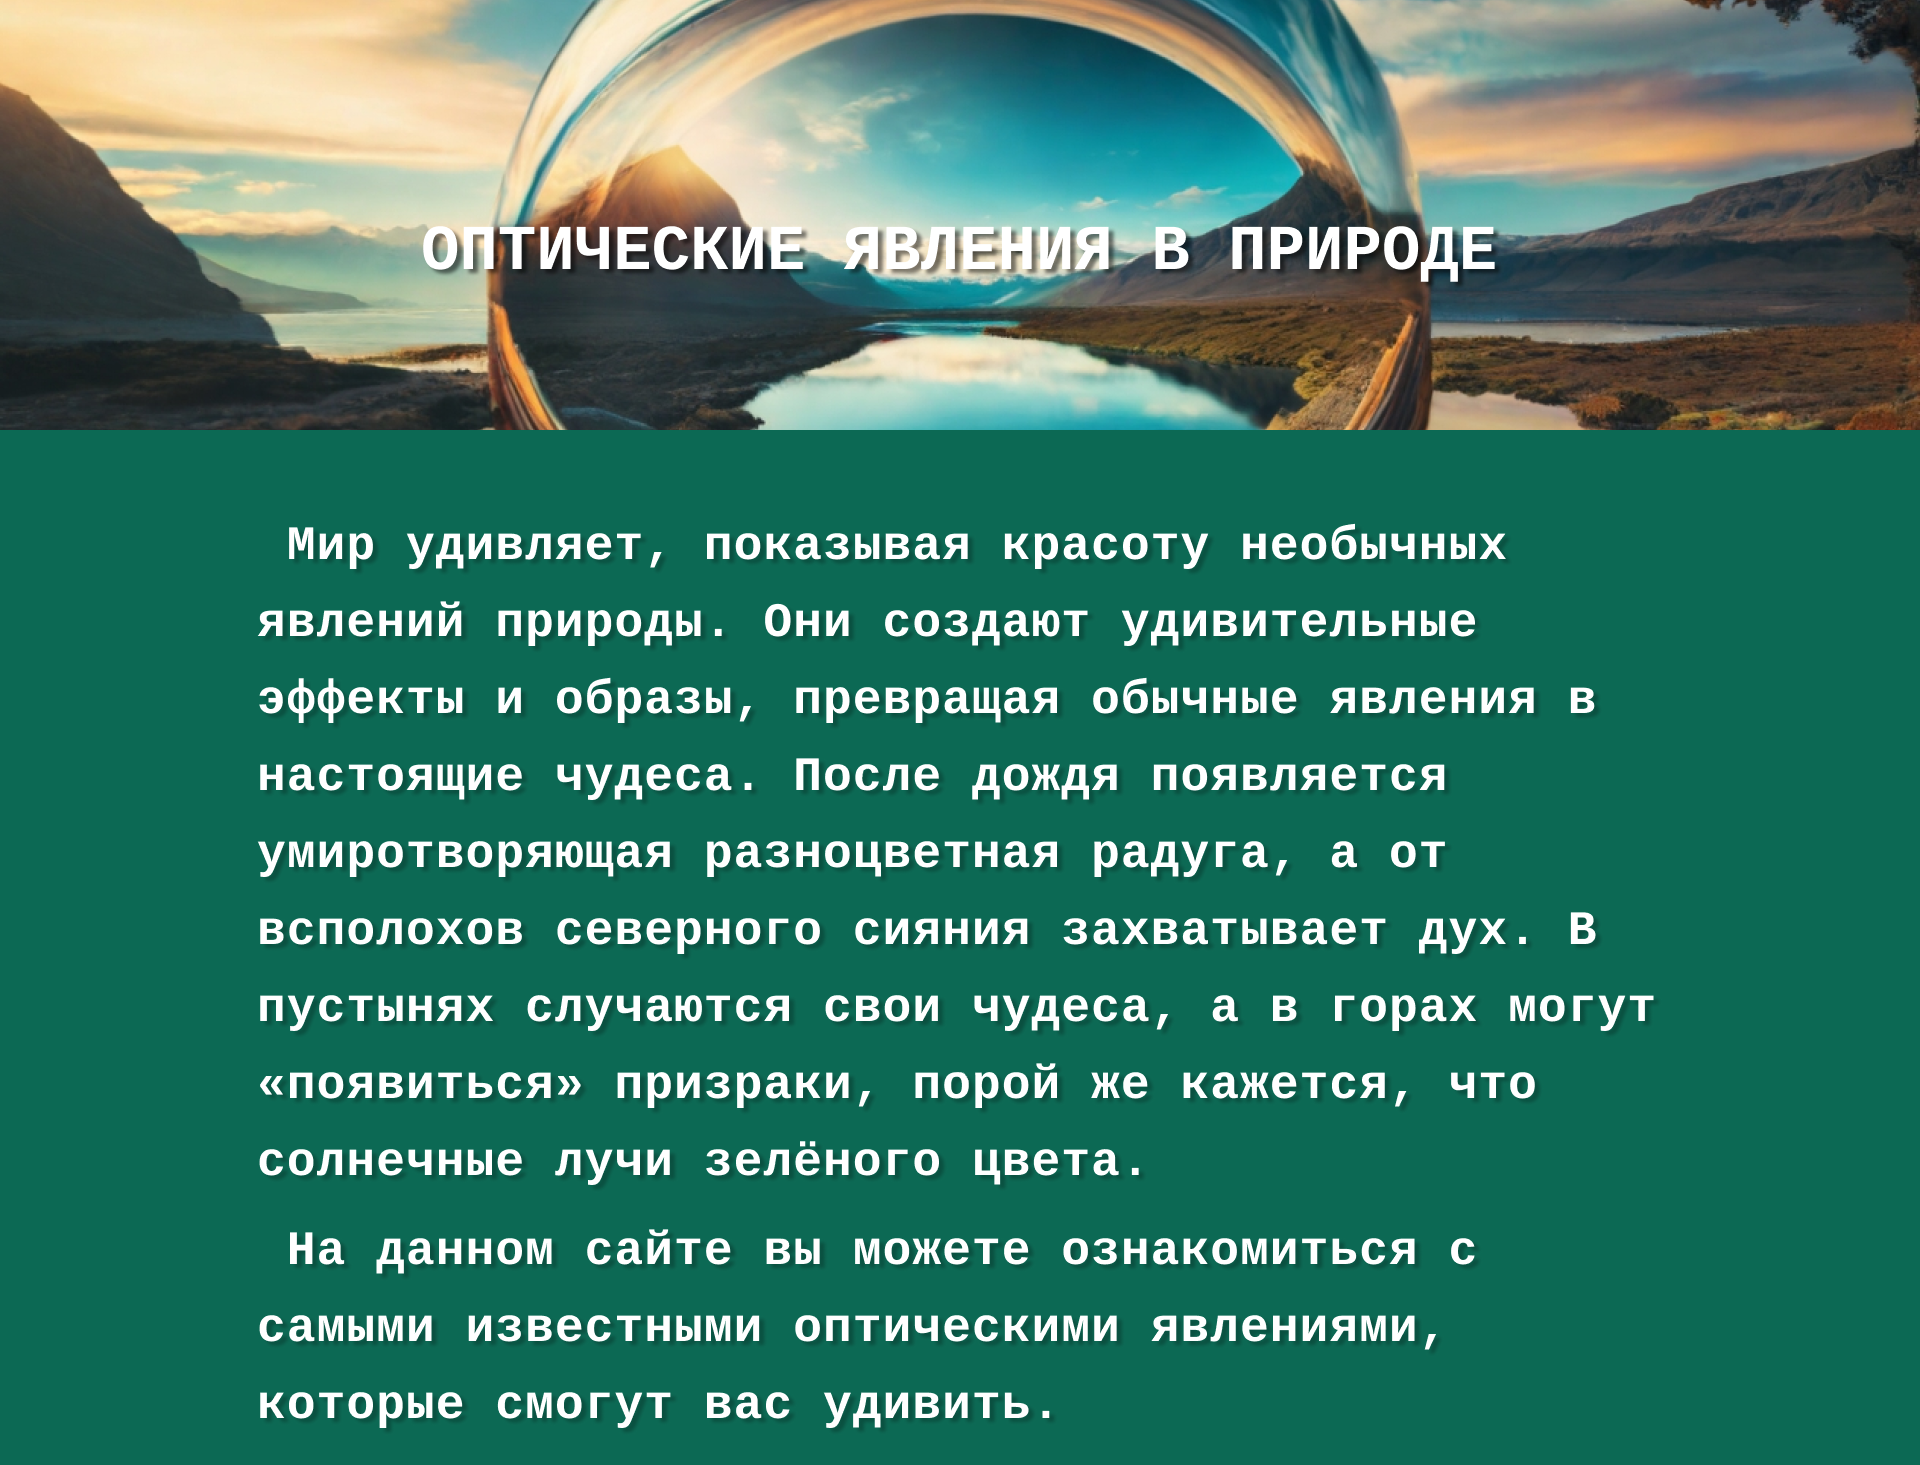 ОПТИЧЕСКИЕ ЯВЛЕНИЯ В ПРИРОДЕ
Мир удивляет, показывая красоту необычных
явлений природы. Они создают удивительные
эффекты и образы, превращая обычные явления в
настоящие чудеса. После дождя появляется
умиротворяющая разноцветная радуга, а от
всполохов северного сияния захватывает дух. В
пустынях случаются свои чудеса, а в горах могут
«появиться» призраки, порой же кажется, что
солнечные лучи зелёного цвета.
На данном сайте вы можете ознакомиться с
самыми известными оптическими явлениями,
которые смогут вас удивить.